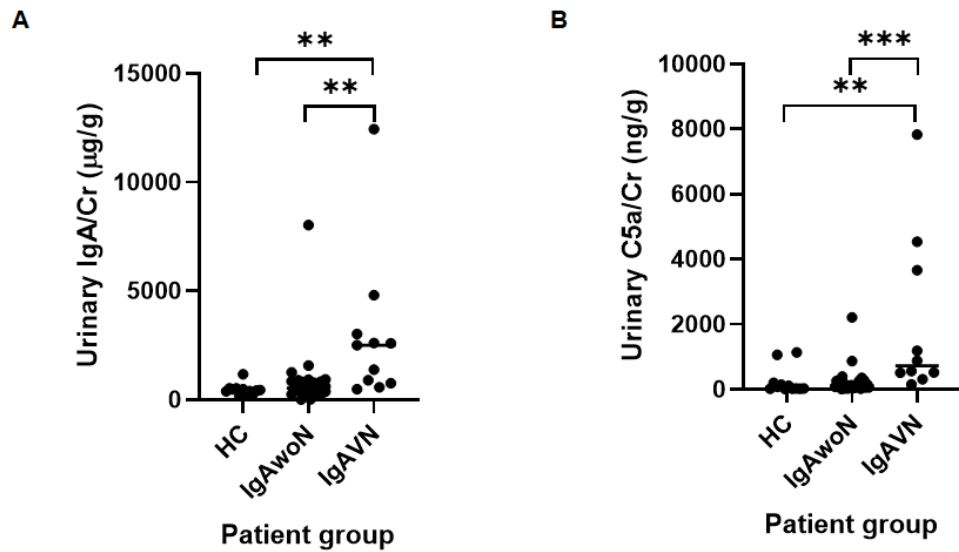 A
**
**
15000
10000
5000
0
Urinary IgA/Cr (µg/g)
HC
IgAwoN
IgAVN
Patient group
B
***
**
10000
8000
6000
4000
2000
0
Urinary C5a/Cr (ng/g)
HC
IgAwoN
IgAVN
Patient group